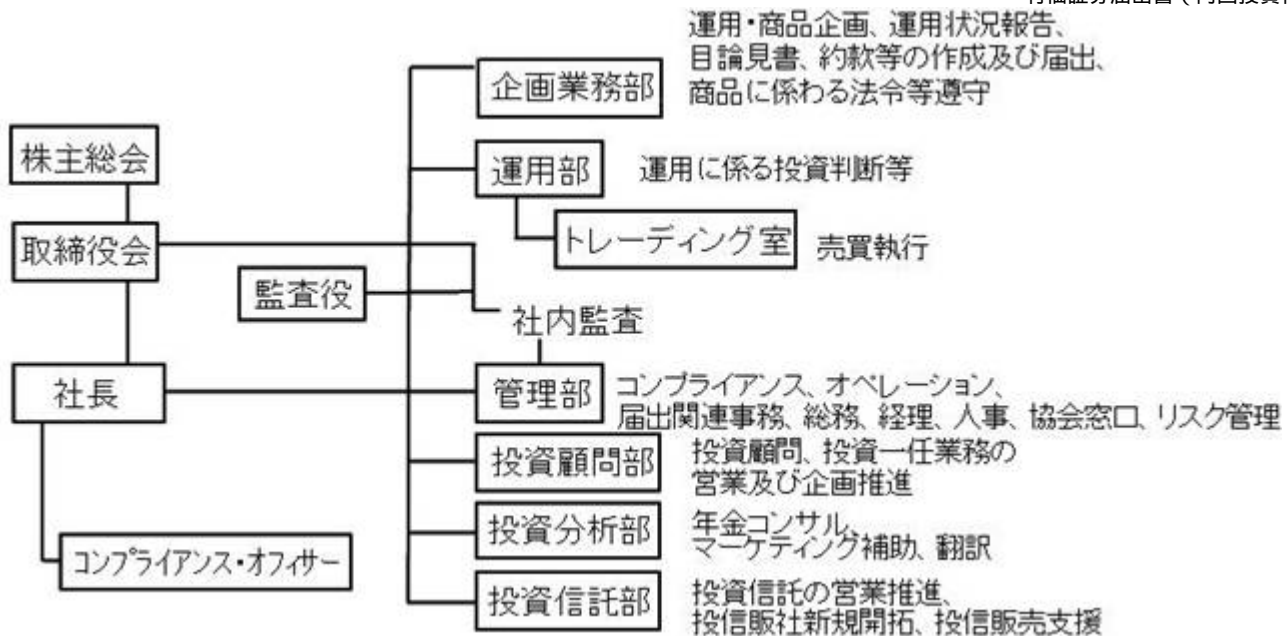 運用・商品企画、運用状況報告、
目論見書、約款等の作成及び届出、
商品に係わる法令等遵守
企画業務部
株主総会
運用部
運用に係る投資判断等
取締役会
トレーディング室
売買執行
監査役
社内監査
社長
管理部
コンプライアンス、オペレーション、
届出関連事務、総務、経理、人事、協会窓口、リスク管理
投資顧問部
投資顧問、投資一任業務の
営業及び企画推進
投資分析部
年金コンサル、
マーケティング補助、翻訳
コンプライアンス・オフィサー
投資信託部
投資信託の営業推進、
投信販社新規開拓、投信販売支援